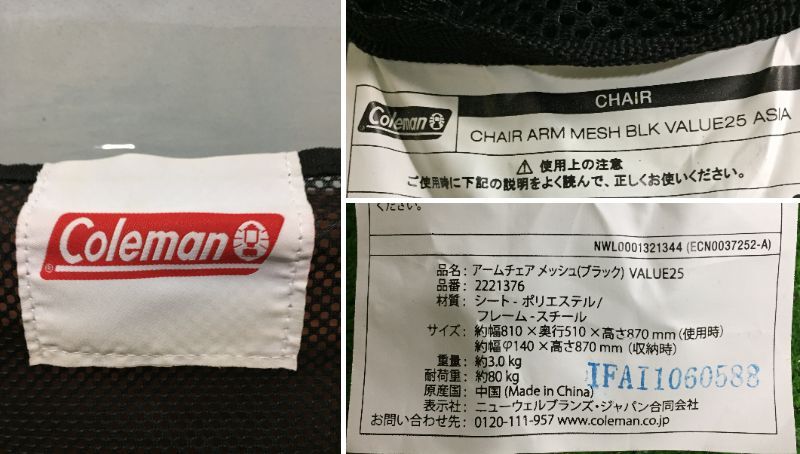 Coleman
®
Coleman
CHAIR
CHAIR ARM MESH BLK VALUE25 ASIA
⚠ 使用上の注意
ご使用時に下記の説明をよく読んで、正しくお使いください。
ください。
NWL0001321344 (ECN0037252-A)
品名: アームチェア メッシュ(ブラック) VALUE25
品番: 2221376
材質: シート - ポリエステル /
フレーム - スチール
サイズ: 約幅810 × 奥行510 × 高さ870 mm (使用時)
約幅φ140 × 高さ870 mm (収納時)
重量: 約3.0 kg
耐荷重: 約80 kg
原産国: 中国 (Made in China)
IFAI1060588
表示社: ニューウェルブランズ・ジャパン合同会社
お問い合わせ先: 0120-111-957 www.coleman.co.jp